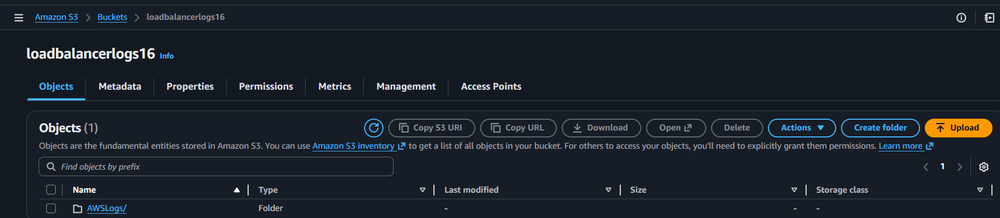 Amazon S3 > Buckets > loadbalancerlogs16
loadbalancerlogs16 Info
Objects Metadata Properties Permissions Metrics Management Access Points
Objects (1) Copy S3 URI Copy URL Download Open Delete Actions Create folder Upload
Objects are the fundamental entities stored in Amazon S3. You can use Amazon S3 inventory to get a list of all objects in your bucket. For others to access your objects, you'll need to explicitly grant them permissions. Learn more
Find objects by prefix 1
Name Type Last modified Size Storage class
AWSLogs/ Folder - - -